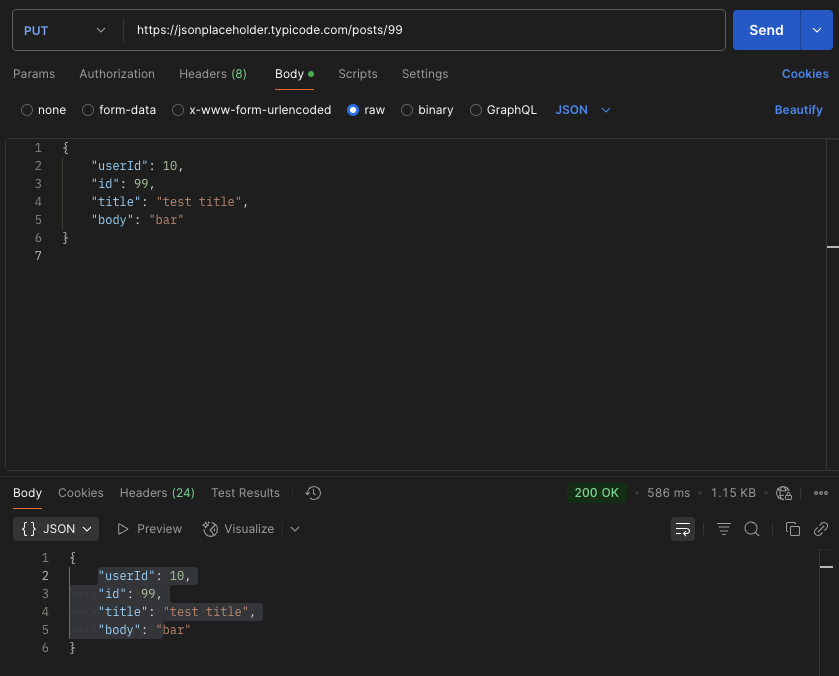 PUT https://jsonplaceholder.typicode.com/posts/99 Send
Params Authorization Headers (8) Body Scripts Settings Cookies
none form-data x-www-form-urlencoded raw binary GraphQL JSON Beautify
1 {
2 "userId": 10,
3 "id": 99,
4 "title": "test title",
5 "body": "bar"
6 }
7
Body Cookies Headers (24) Test Results 200 OK 586 ms 1.15 KB
{} JSON Preview Visualize
1 {
2 "userId": 10,
3 "id": 99,
4 "title": "test title",
5 "body": "bar"
6 }